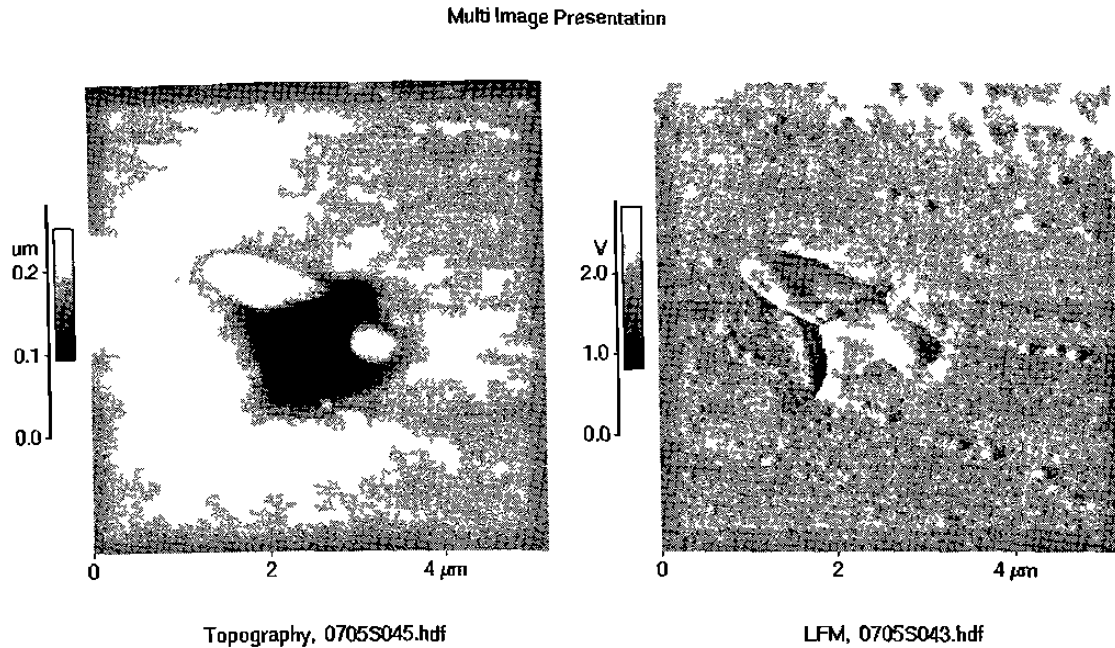 Multi Image Presentation
um
0.2
0.1
0.0
0 2 4 µm
Topography, 0705S045.hdf
V
2.0
1.0
0.0
0 2 4 µm
LFM, 0705S043.hdf